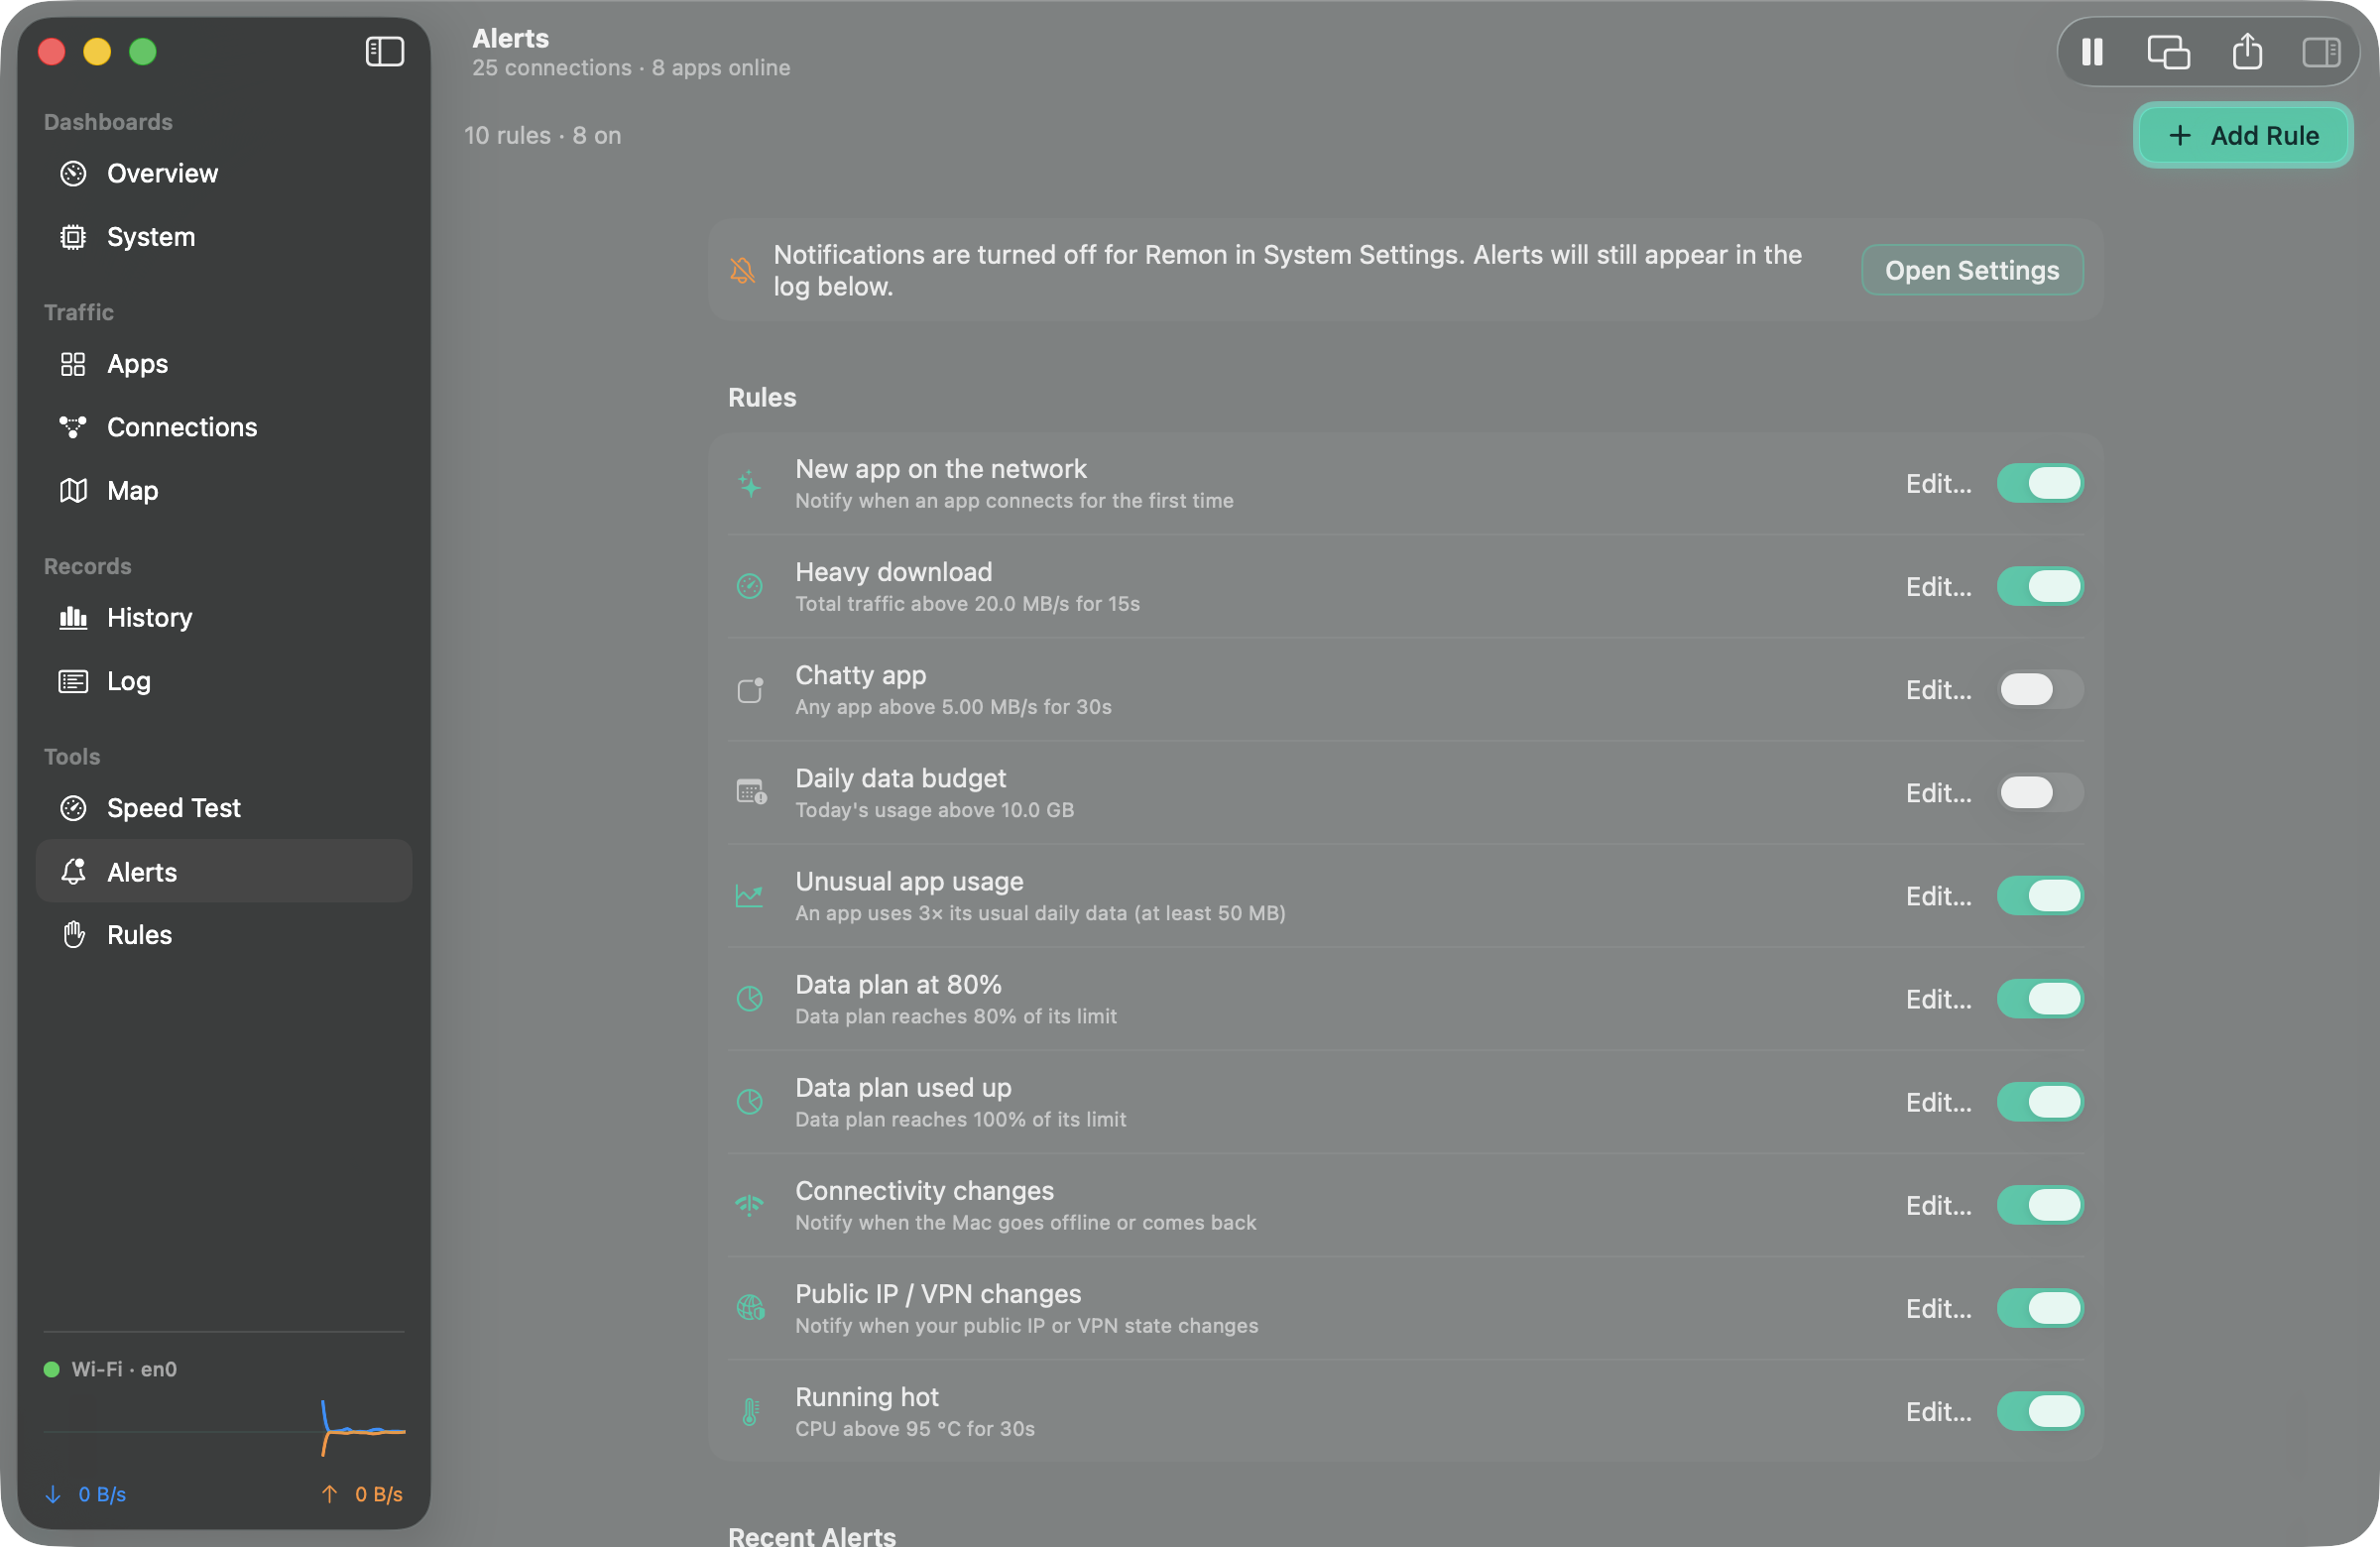 Dashboards
Overview
System
Traffic
Apps
Connections
Map
Records
History
Log
Tools
Speed Test
Alerts
Rules
Wi-Fi · en0
↓ 0 B/s
↑ 0 B/s
Alerts
25 connections · 8 apps online
10 rules · 8 on
+ Add Rule
Notifications are turned off for Remon in System Settings. Alerts will still appear in the
log below.
Open Settings
Rules
New app on the network
Notify when an app connects for the first time
Edit...
Heavy download
Total traffic above 20.0 MB/s for 15s
Edit...
Chatty app
Any app above 5.00 MB/s for 30s
Edit...
Daily data budget
Today's usage above 10.0 GB
Edit...
Unusual app usage
An app uses 3× its usual daily data (at least 50 MB)
Edit...
Data plan at 80%
Data plan reaches 80% of its limit
Edit...
Data plan used up
Data plan reaches 100% of its limit
Edit...
Connectivity changes
Notify when the Mac goes offline or comes back
Edit...
Public IP / VPN changes
Notify when your public IP or VPN state changes
Edit...
Running hot
CPU above 95 °C for 30s
Edit...
Recent Alerts